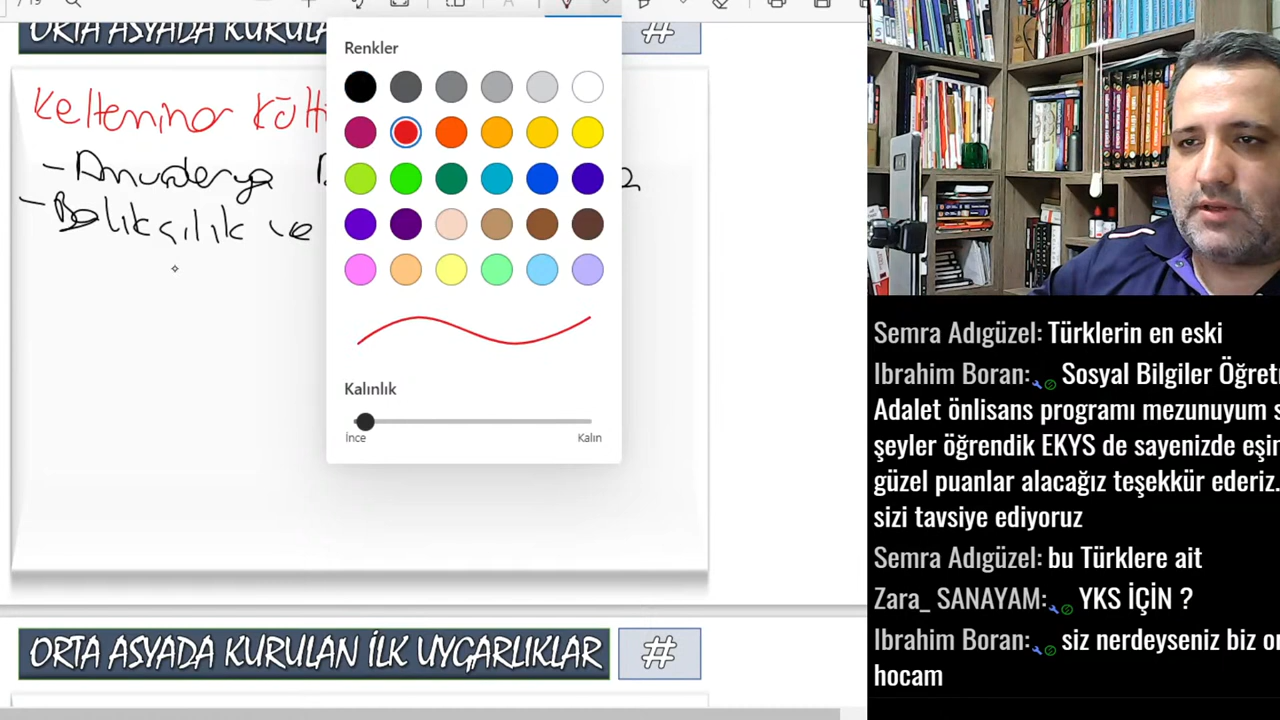 / 19
ORTA ASYADA KURULA
#
Renkler
Kelteminar Kült
- Amuderya
- Balıkçılık ve
Kalınlık
İnce
Kalın
ORTA ASYADA KURULAN İLK UYGARLIKLAR
#
Semra Adıgüzel: Türklerin en eski
Ibrahim Boran: Sosyal Bilgiler Öğretr
Adalet önlisans programı mezunuyum s
şeyler öğrendik EKYS de sayenizde eşin
güzel puanlar alacağız teşekkür ederiz.
sizi tavsiye ediyoruz
Semra Adıgüzel: bu Türklere ait
Zara_ SANAYAM: YKS İÇİN ?
Ibrahim Boran: siz nerdeyseniz biz or
hocam